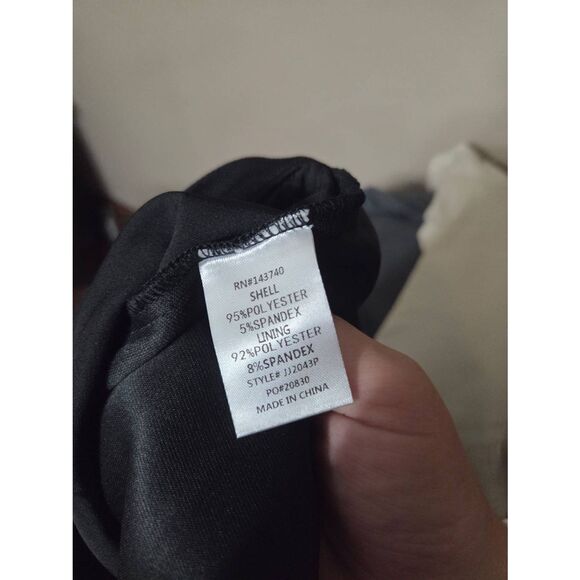 RN#143740
SHELL
95%POLYESTER
5%SPANDEX
LINING
92%POLYESTER
8%SPANDEX
STYLE# JJ2043P
PO#20830
MADE IN CHINA